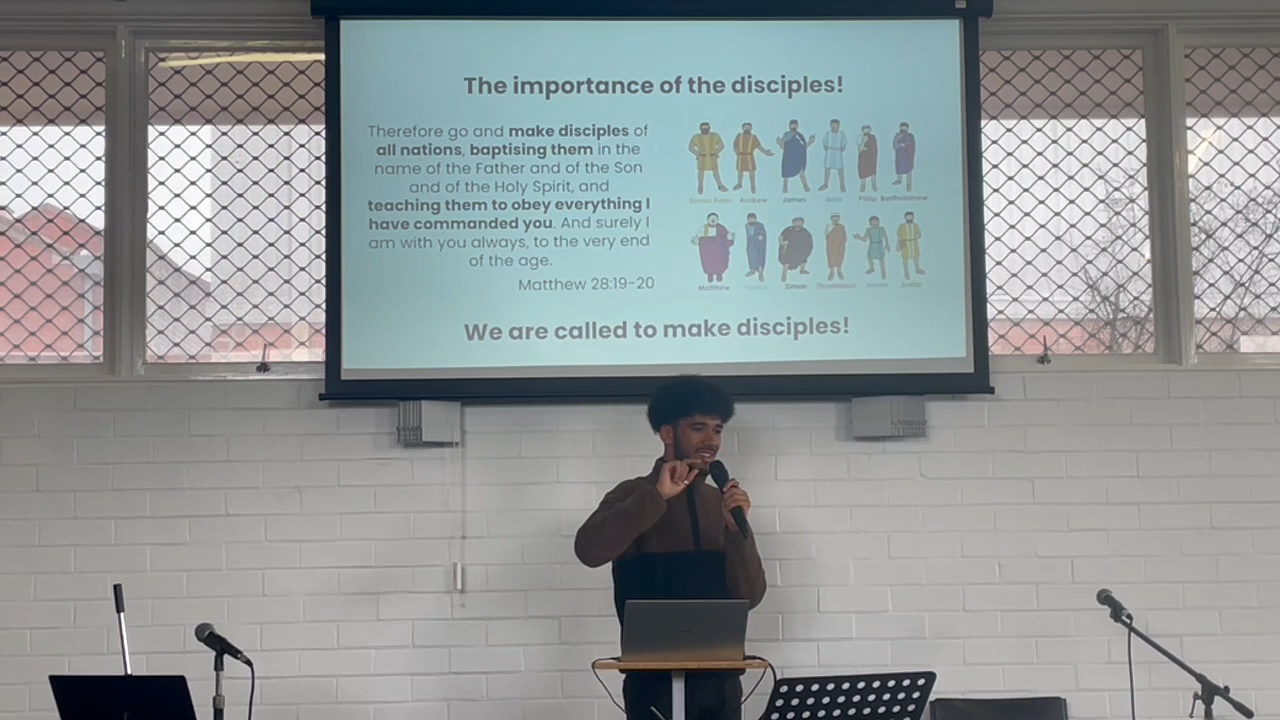 The importance of the disciples!
Therefore go and make disciples of
all nations, baptising them in the
name of the Father and of the Son
and of the Holy Spirit, and
teaching them to obey everything I
have commanded you. And surely I
am with you always, to the very end
of the age.
Matthew 28:19-20
Simon Peter Andrew James John Philip Bartholomew
Matthew Simon Thaddaeus Judas
We are called to make disciples!